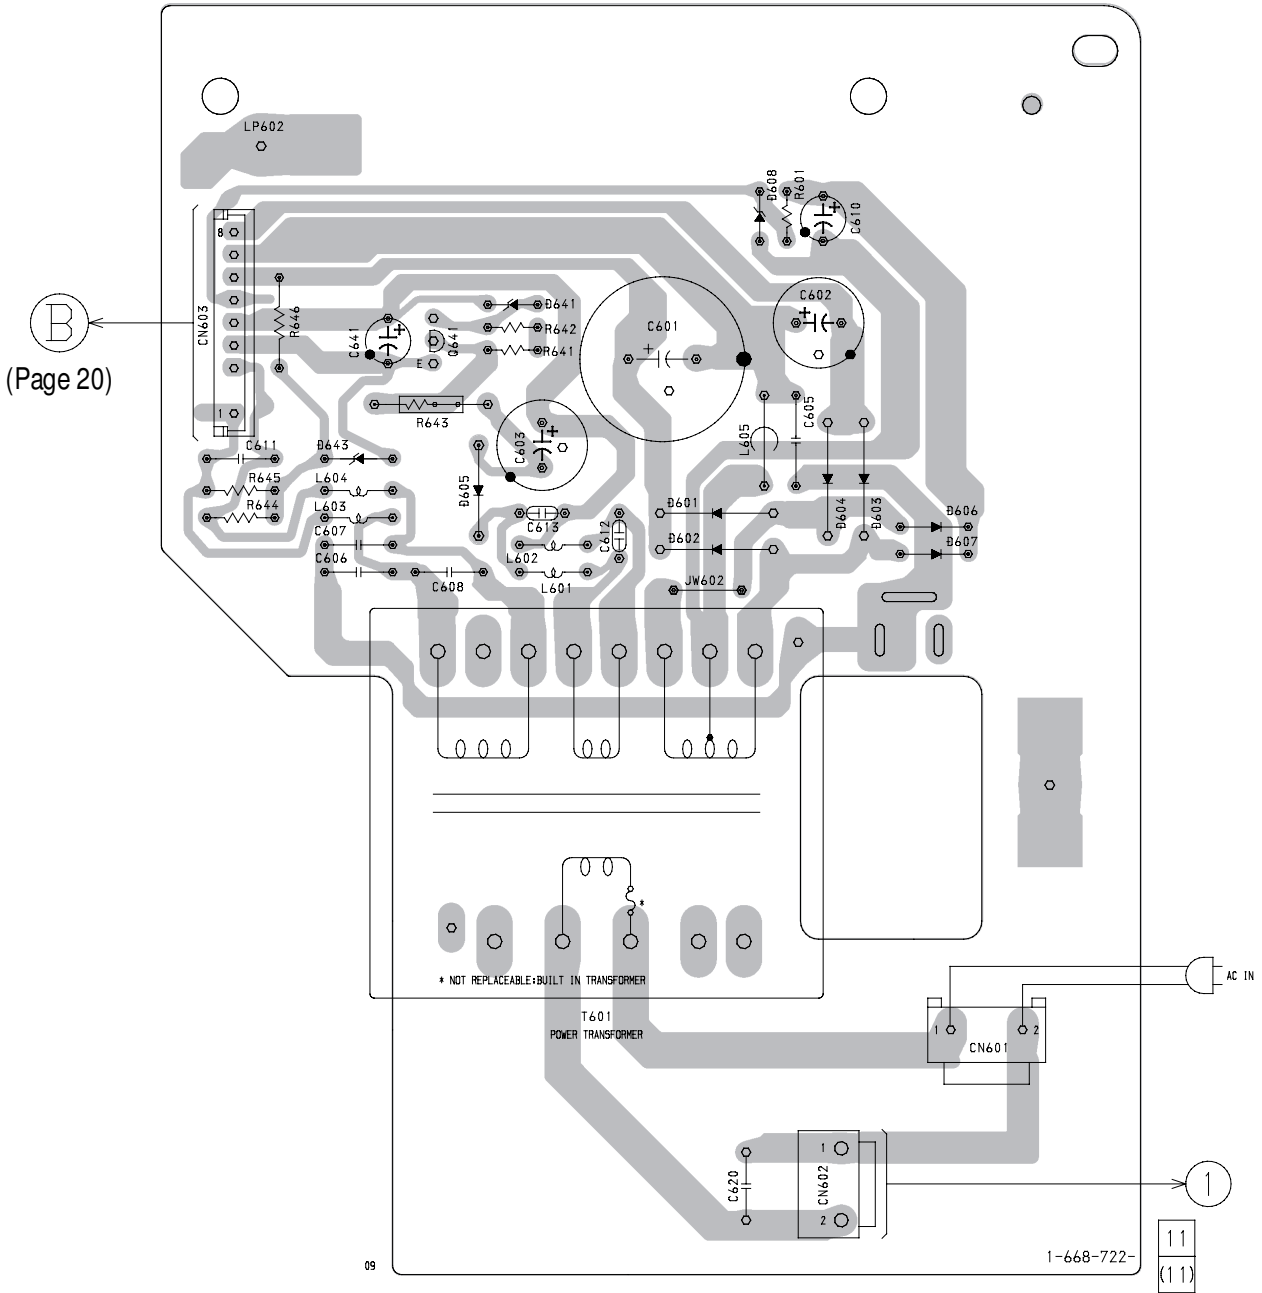 LP602
D608
R601
C610
8
CN603
B
(Page 20)
R646
C641
Q641
E
D641
R642
R641
C601
C602
1
R643
C603
L605
C605
C611
D643
R645
L604
R644
L603
C607
C606
C608
D605
C613
C612
L602
L601
D601
D602
JW602
D604
D603
D606
D607
*
* NOT REPLACEABLE:BUILT IN TRANSFORMER
T601
POWER TRANSFORMER
AC IN
1
2
CN601
C620
1
CN602
2
1
1-668-722-
11
(11)
09